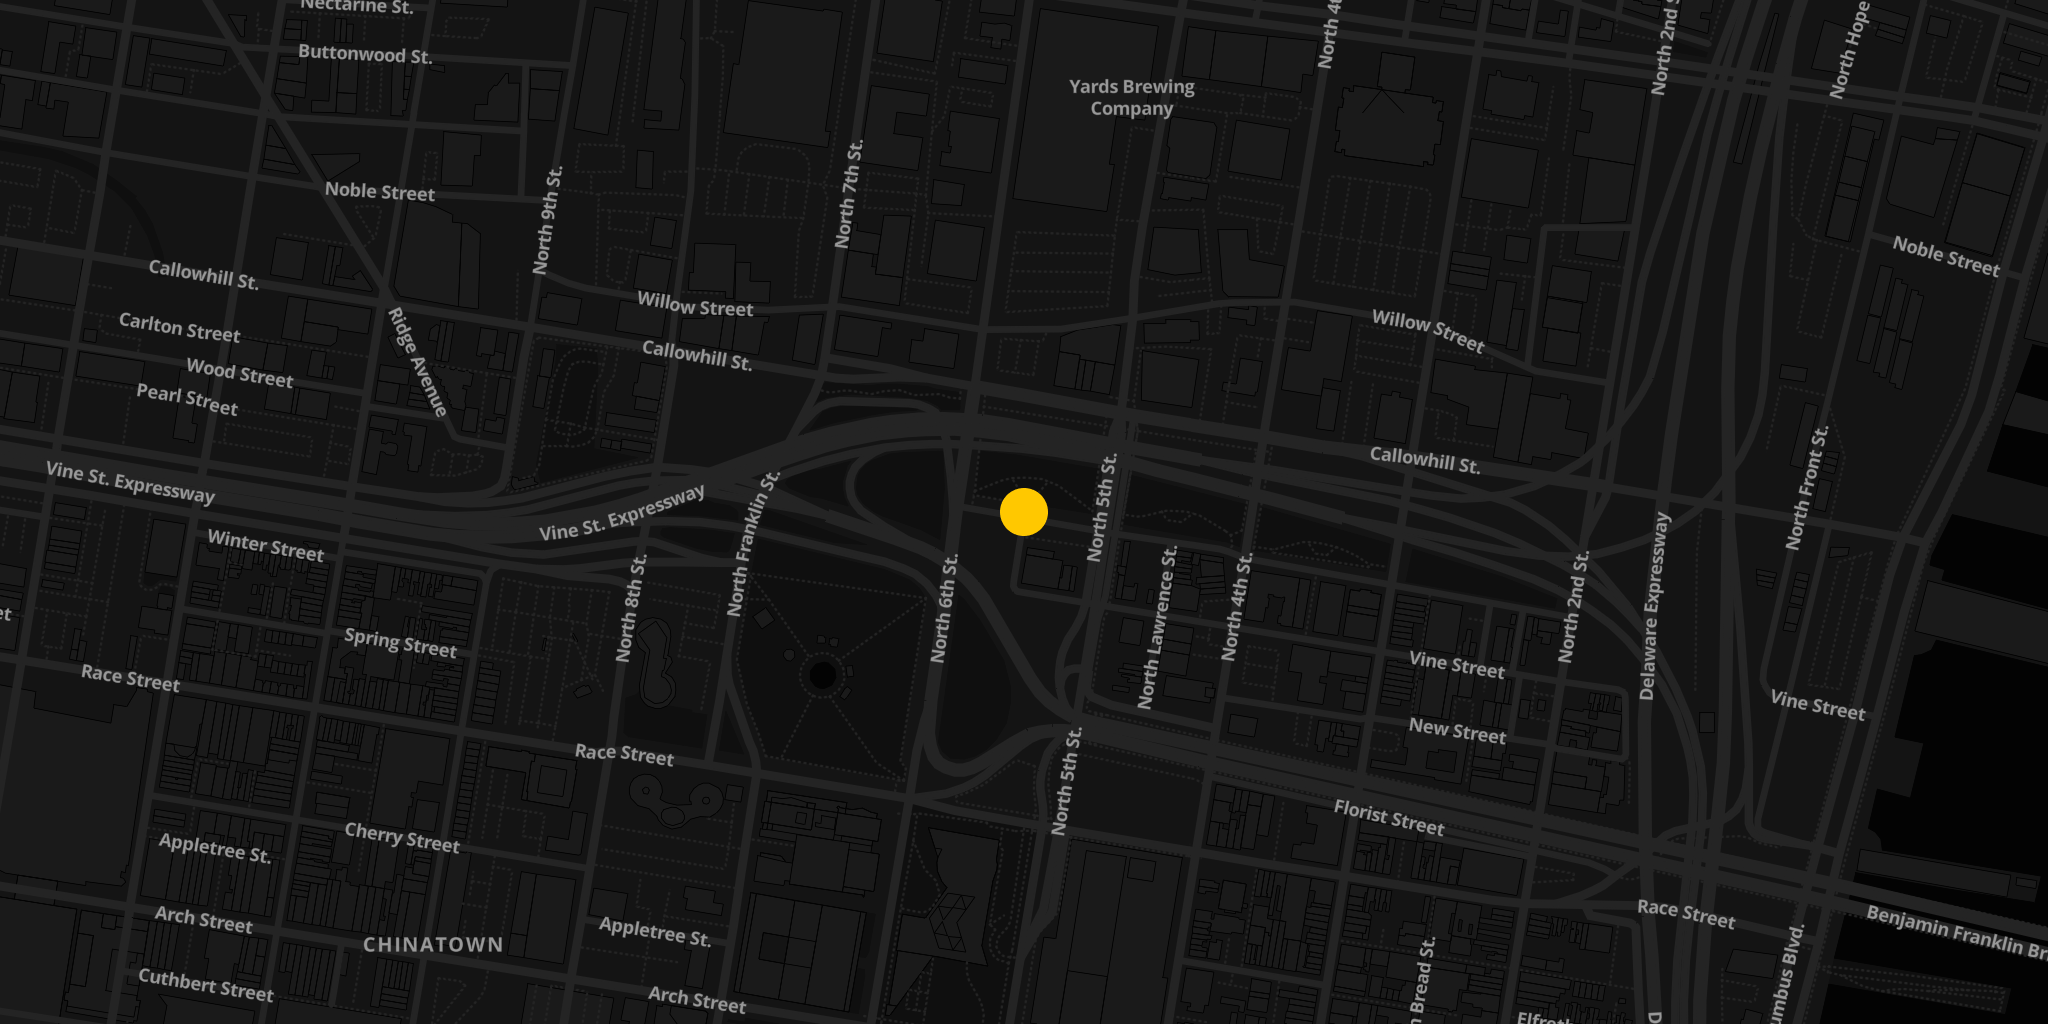 Nectarine St.
Buttonwood St.
North 4t
North 2nd S
North Hope
Yards Brewing
Company
Noble Street
North 9th St.
North 7th St.
Noble Street
Callowhill St.
Willow Street
Willow Street
Carlton Street
Ridge Avenue
Callowhill St.
Wood Street
Pearl Street
Callowhill St.
Vine St. Expressway
Vine St. Expressway
North Franklin St.
North 5th St.
North Front St.
Winter Street
North 8th St.
North 6th St.
North Lawrence St.
North 4th St.
North 2nd St.
Delaware Expressway
et
Spring Street
Race Street
Vine Street
Vine Street
New Street
Race Street
North 5th St.
Florist Street
Cherry Street
Appletree St.
Arch Street
Appletree St.
CHINATOWN
Race Street
Benjamin Franklin Br
Cuthbert Street
Arch Street
n Bread St.
umbus Blvd.
Elfreth
D